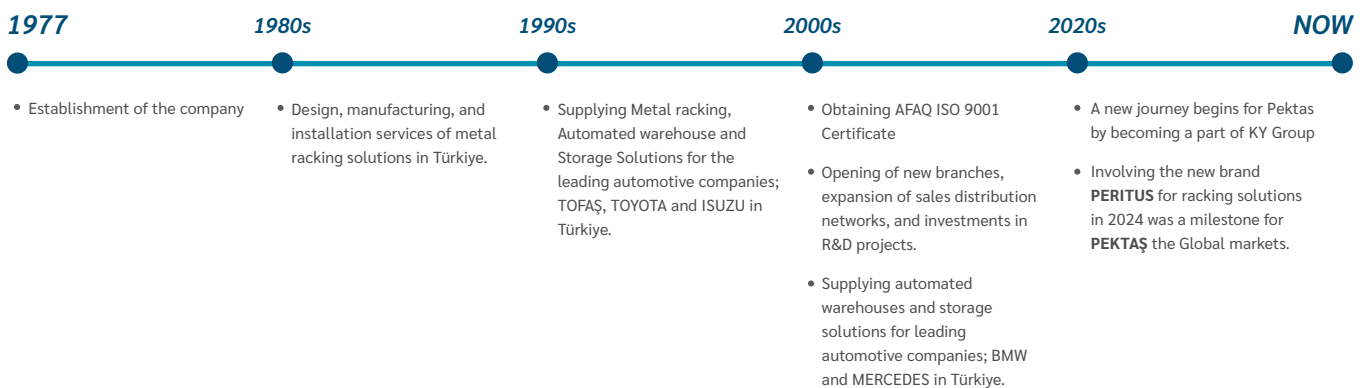 1977
1980s
1990s
2000s
2020s
NOW
• Establishment of the company
• Design, manufacturing, and
installation services of metal
racking solutions in Türkiye.
• Supplying Metal racking,
Automated warehouse and
Storage Solutions for the
leading automotive companies;
TOFAŞ, TOYOTA and ISUZU in
Türkiye.
• Obtaining AFAQ ISO 9001
Certificate
• Opening of new branches,
expansion of sales distribution
networks, and investments in
R&D projects.
• Supplying automated
warehouses and storage
solutions for leading
automotive companies; BMW
and MERCEDES in Türkiye.
• A new journey begins for Pektas
by becoming a part of KY Group
• Involving the new brand
PERITUS for racking solutions
in 2024 was a milestone for
PEKTAŞ the Global markets.